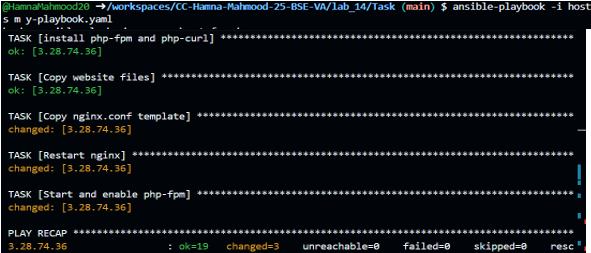 @HamnaMahmood20 →/workspaces/CC-Hamna-Mahmood-25-BSE-VA/lab_14/Task (main) $ ansible-playbook -i host
s m y-playbook.yaml
TASK [install php-fpm and php-curl] *******************************************************
ok: [3.28.74.36]
TASK [Copy website files] ****************************************************************
ok: [3.28.74.36]
TASK [Copy nginx.conf template] ***********************************************************
changed: [3.28.74.36]
TASK [Restart nginx] *********************************************************************
changed: [3.28.74.36]
TASK [Start and enable php-fpm] ***********************************************************
changed: [3.28.74.36]
PLAY RECAP *******************************************************************************
3.28.74.36 : ok=19 changed=3 unreachable=0 failed=0 skipped=0 resc